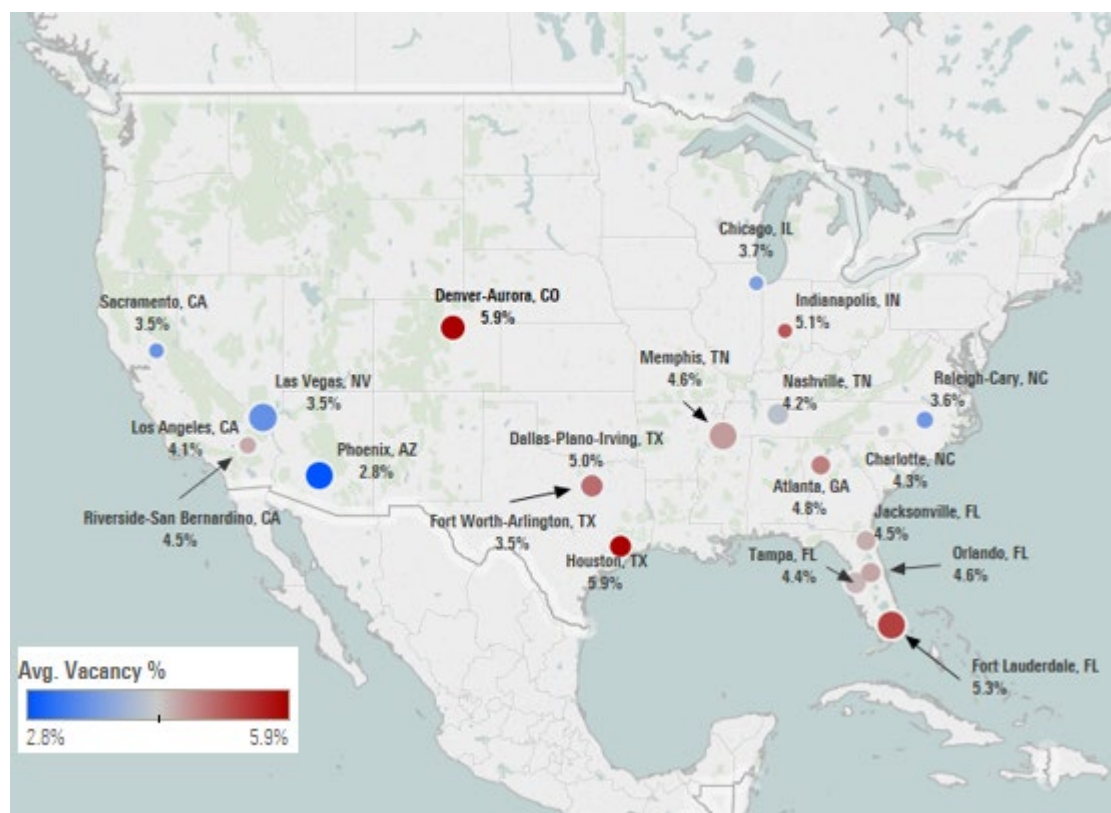 Chicago, IL
3.7%
Denver-Aurora, CO
5.9%
Sacramento, CA
3.5%
Indianapolis, IN
5.1%
Memphis, TN
4.6%
Las Vegas, NV
3.5%
Nashville, TN
4.2%
Raleigh-Cary, NC
3.6%
Los Angeles, CA
4.1%
Dallas-Plano-Irving, TX
5.0%
Phoenix, AZ
2.8%
Charlotte, NC
4.3%
Atlanta, GA
4.8%
Riverside-San Bernardino, CA
4.5%
Fort Worth-Arlington, TX
3.5%
Jacksonville, FL
4.5%
Houston, TX
5.9%
Tampa, FL
4.4%
Orlando, FL
4.6%
Fort Lauderdale, FL
5.3%
Avg. Vacancy %
2.8%
5.9%